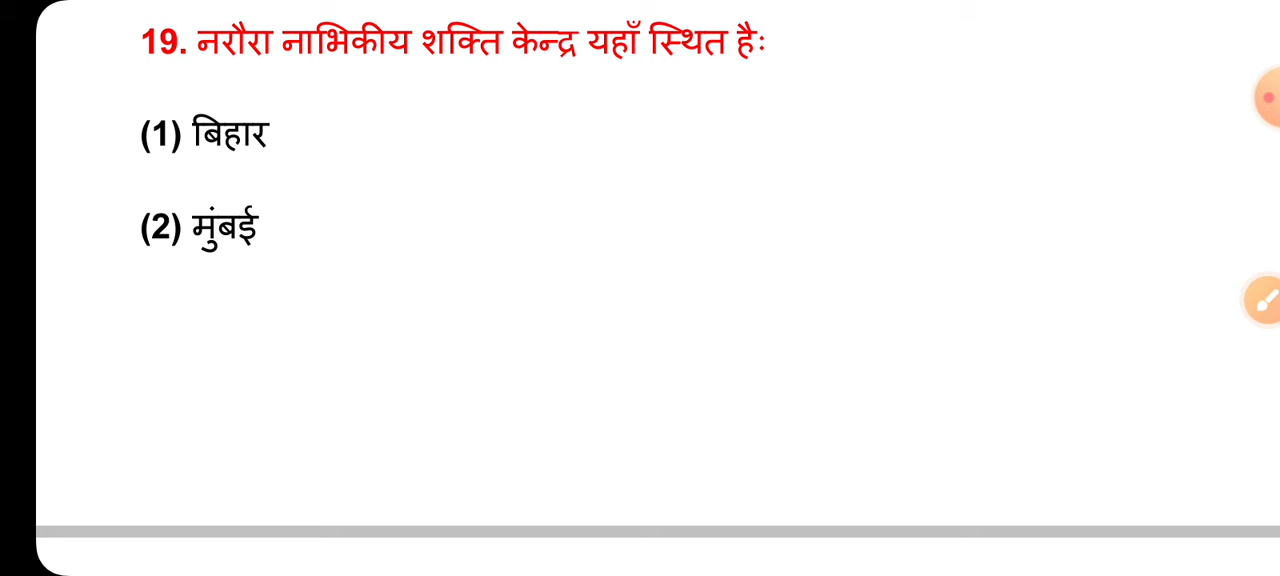 19. नरौरा नाभिकीय शक्ति केन्द्र यहाँ स्थित हैः
(1) बिहार
(2) मुंबई